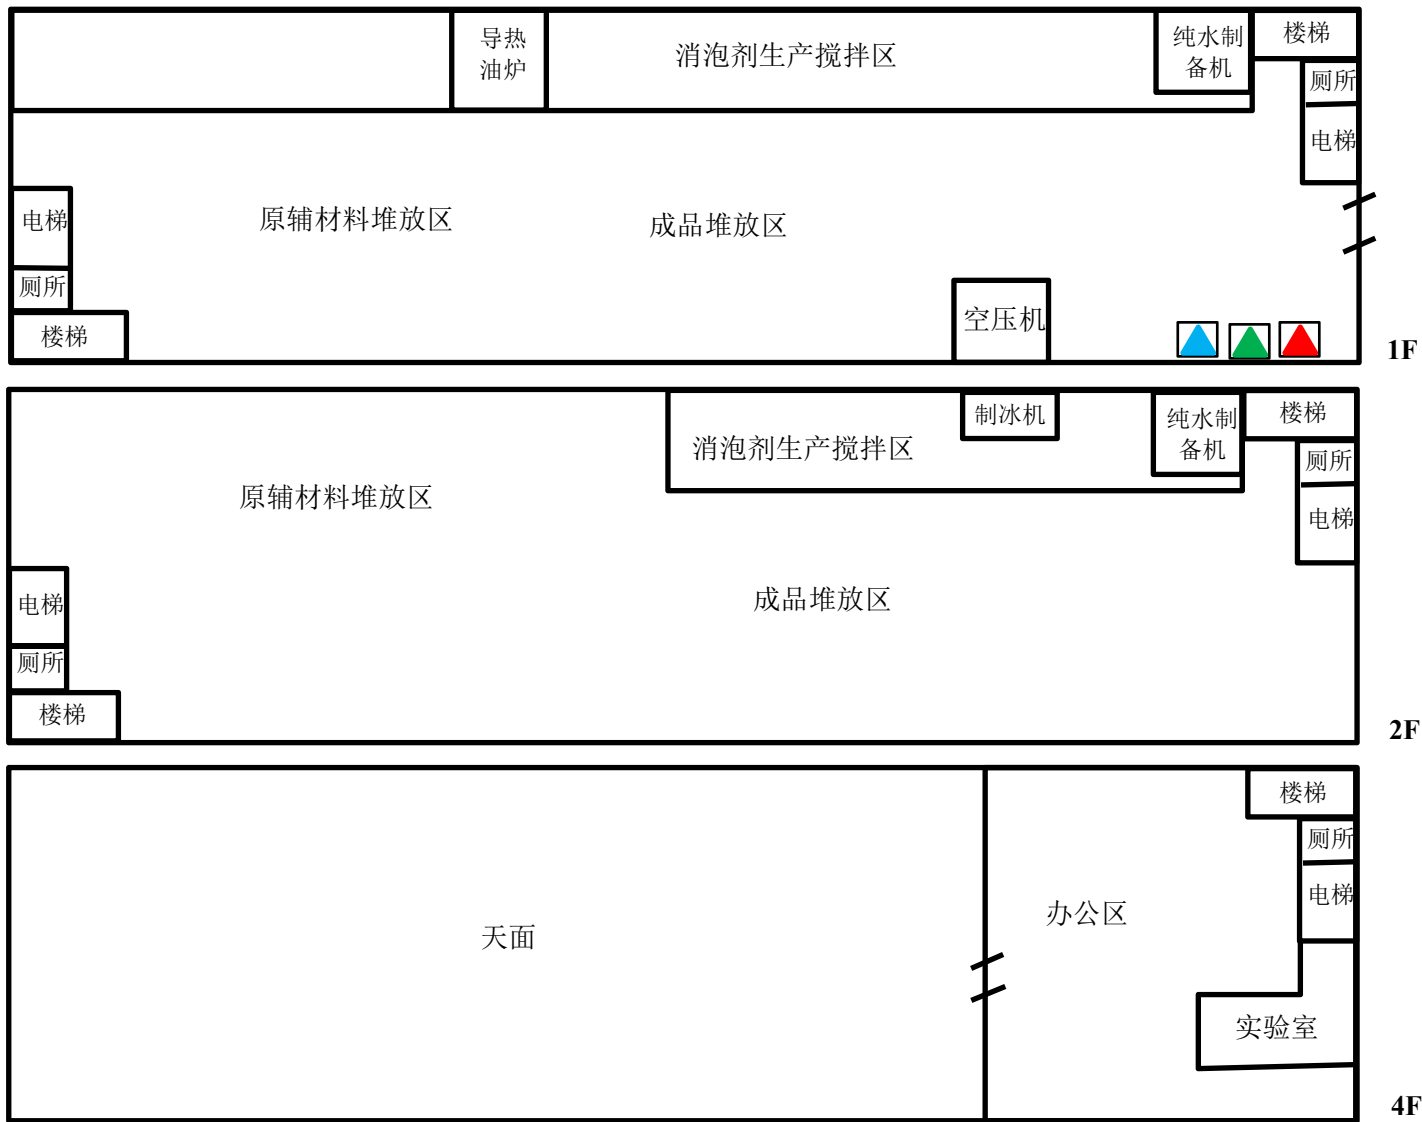 导热
油炉
消泡剂生产搅拌区
纯水制
备机
楼梯
厕所
电梯
电梯
原辅材料堆放区
成品堆放区
厕所
楼梯
空压机
1F
制冰机
纯水制
备机
楼梯
消泡剂生产搅拌区
厕所
原辅材料堆放区
电梯
电梯
成品堆放区
厕所
楼梯
2F
楼梯
厕所
电梯
办公区
天面
实验室
4F